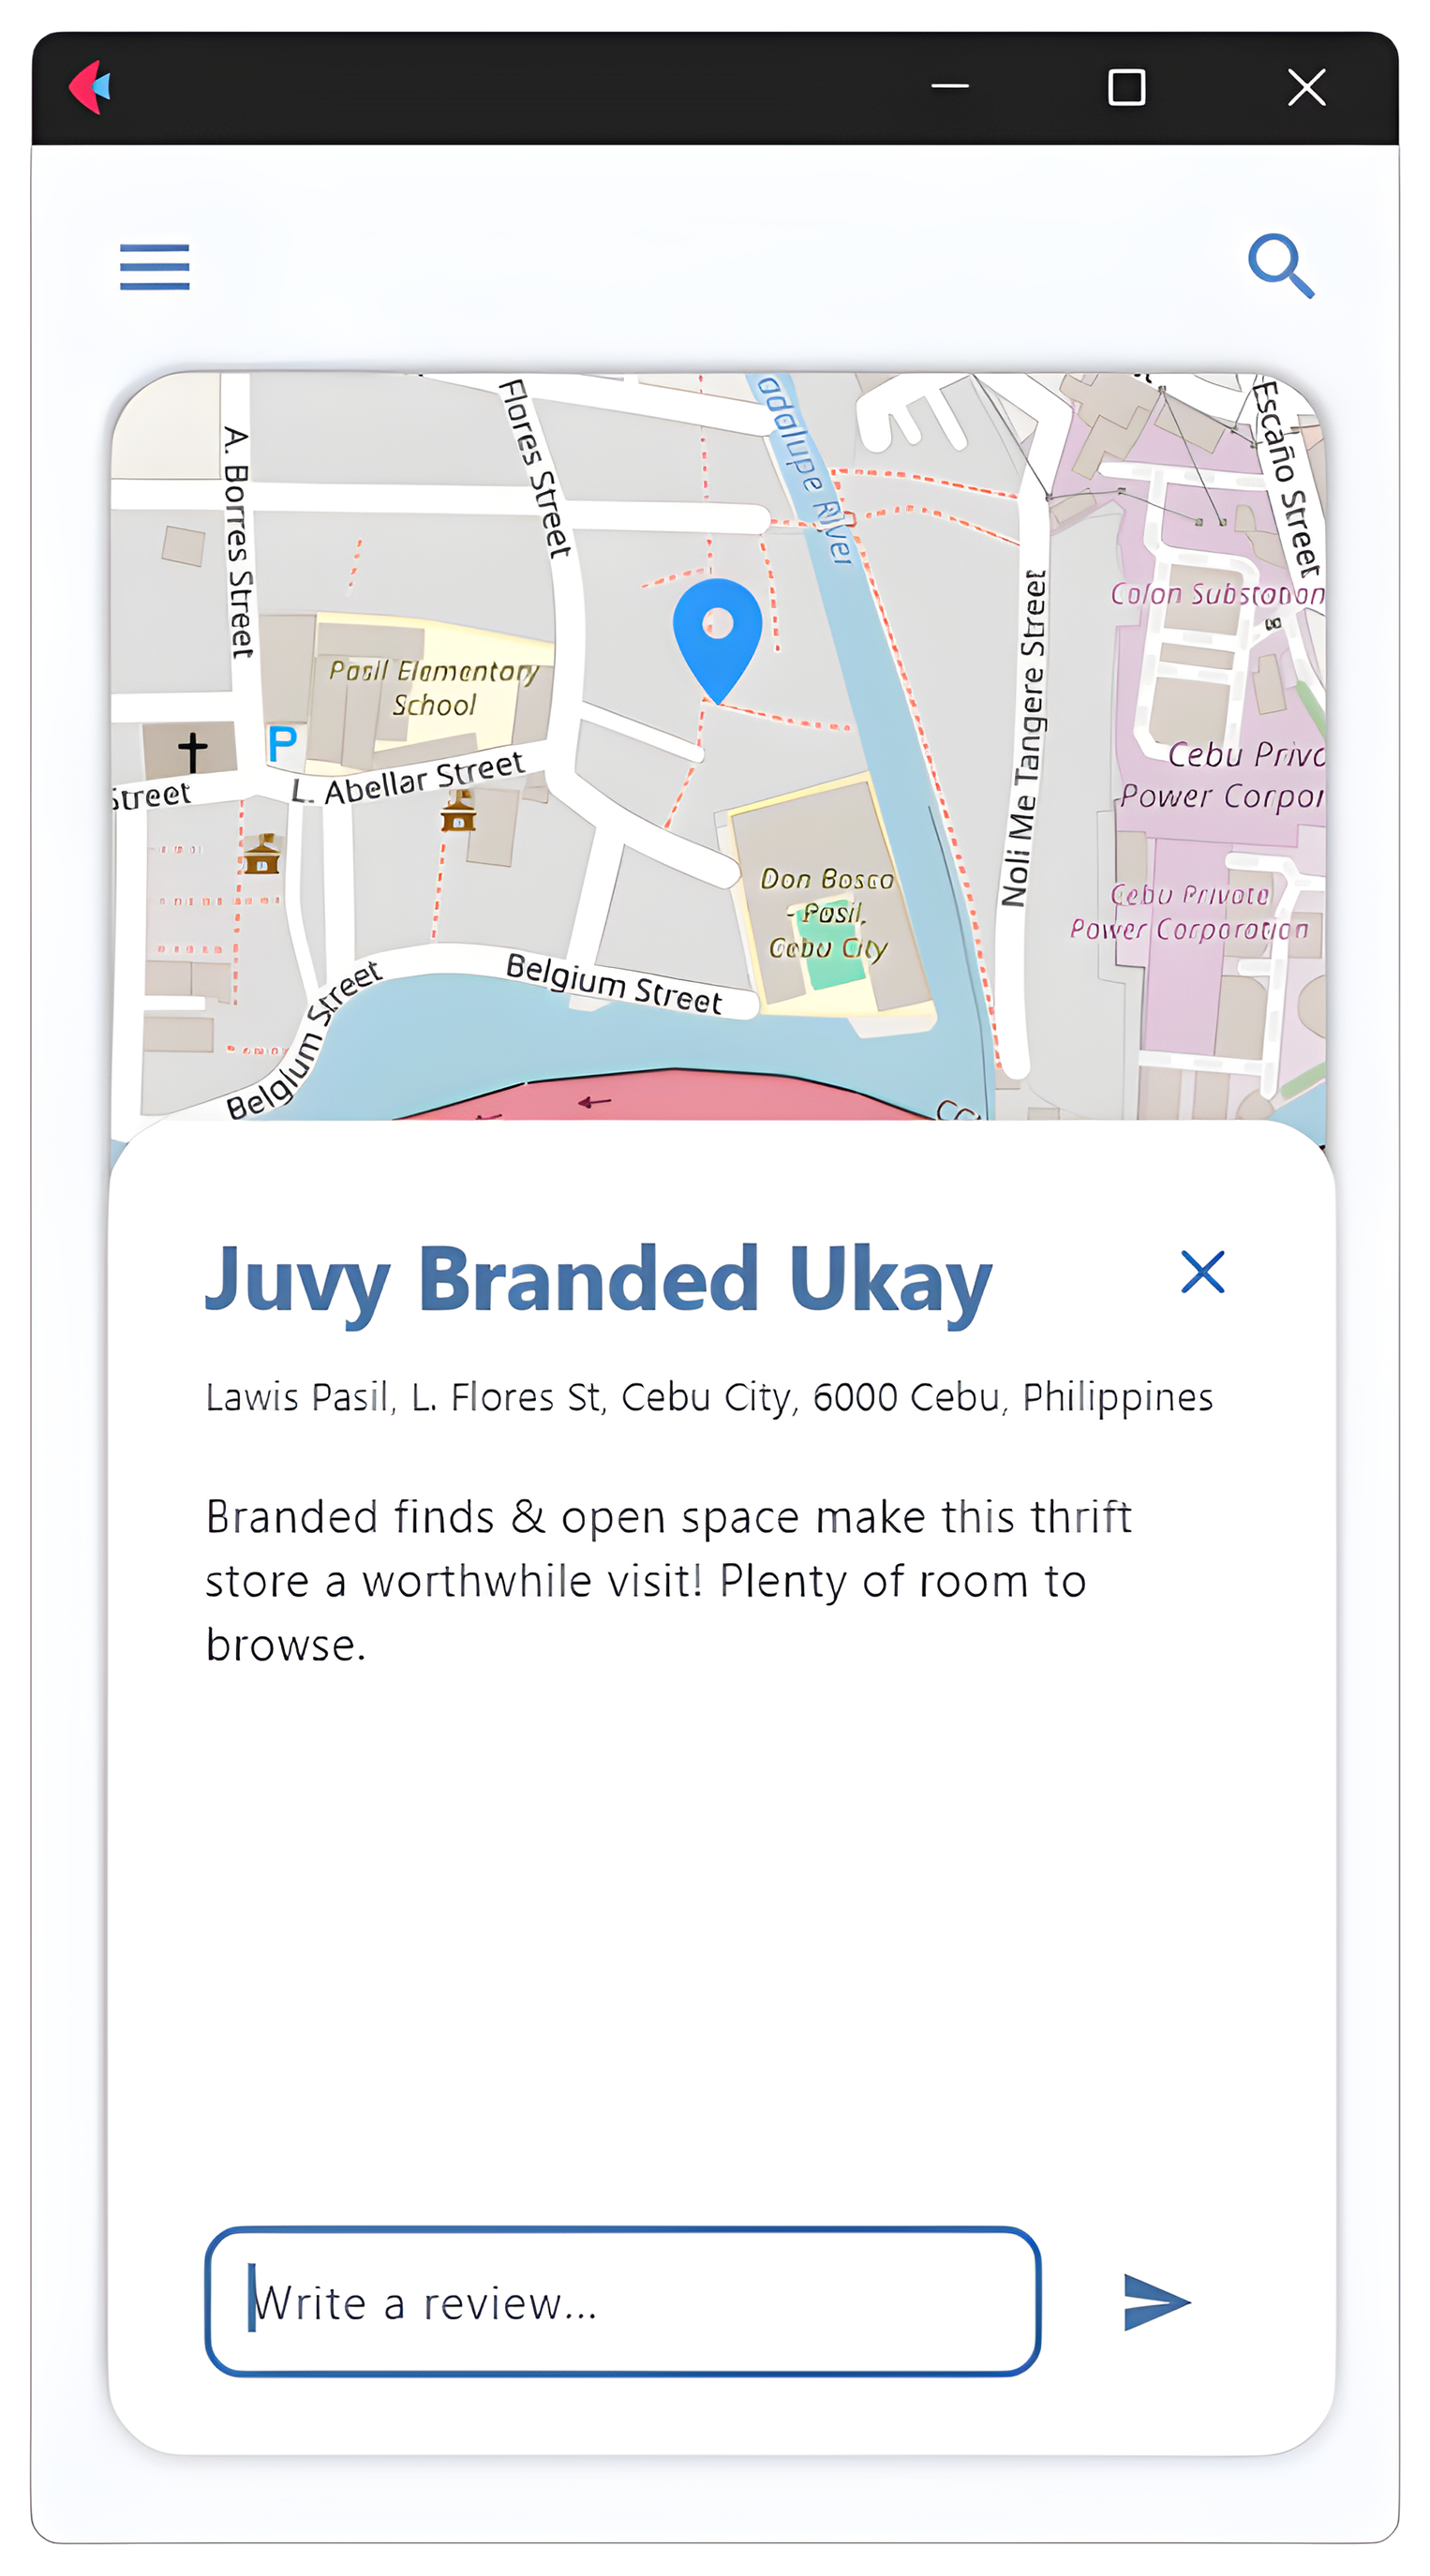 A. Borres Street
Flores Street
adalupe River
Escaño Street
Colon Substation
Pasil Elementary
School
P
Noli Me Tangere Street
Cebu Priva
Power Corpor
Street
L. Abellar Street
Don Bosco
- Pasil,
Cebu City
Cebu Private
Power Corporation
Belgium Street
Belgium Street
Juvy Branded Ukay
Lawis Pasil, L. Flores St, Cebu City, 6000 Cebu, Philippines
Branded finds & open space make this thrift
store a worthwhile visit! Plenty of room to
browse.
Write a review...